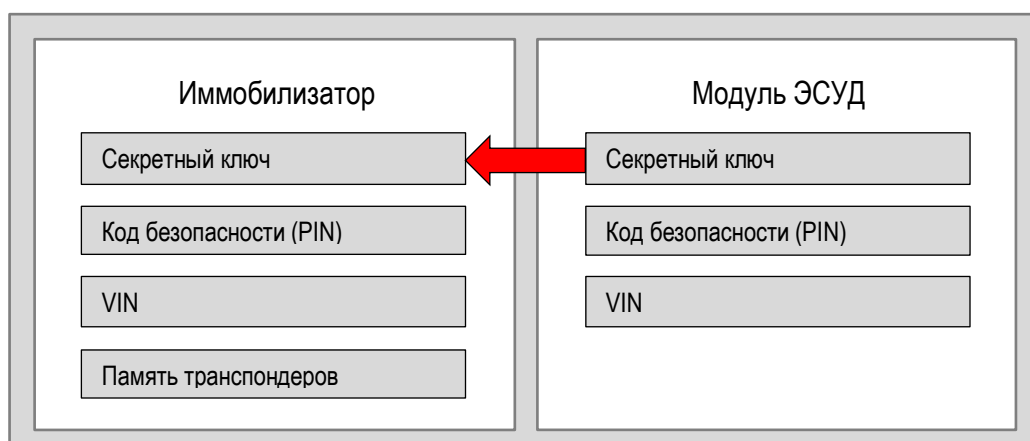 Иммобилизатор
Секретный ключ
Код безопасности (PIN)
VIN
Память транспондеров
Модуль ЭСУД
Секретный ключ
Код безопасности (PIN)
VIN